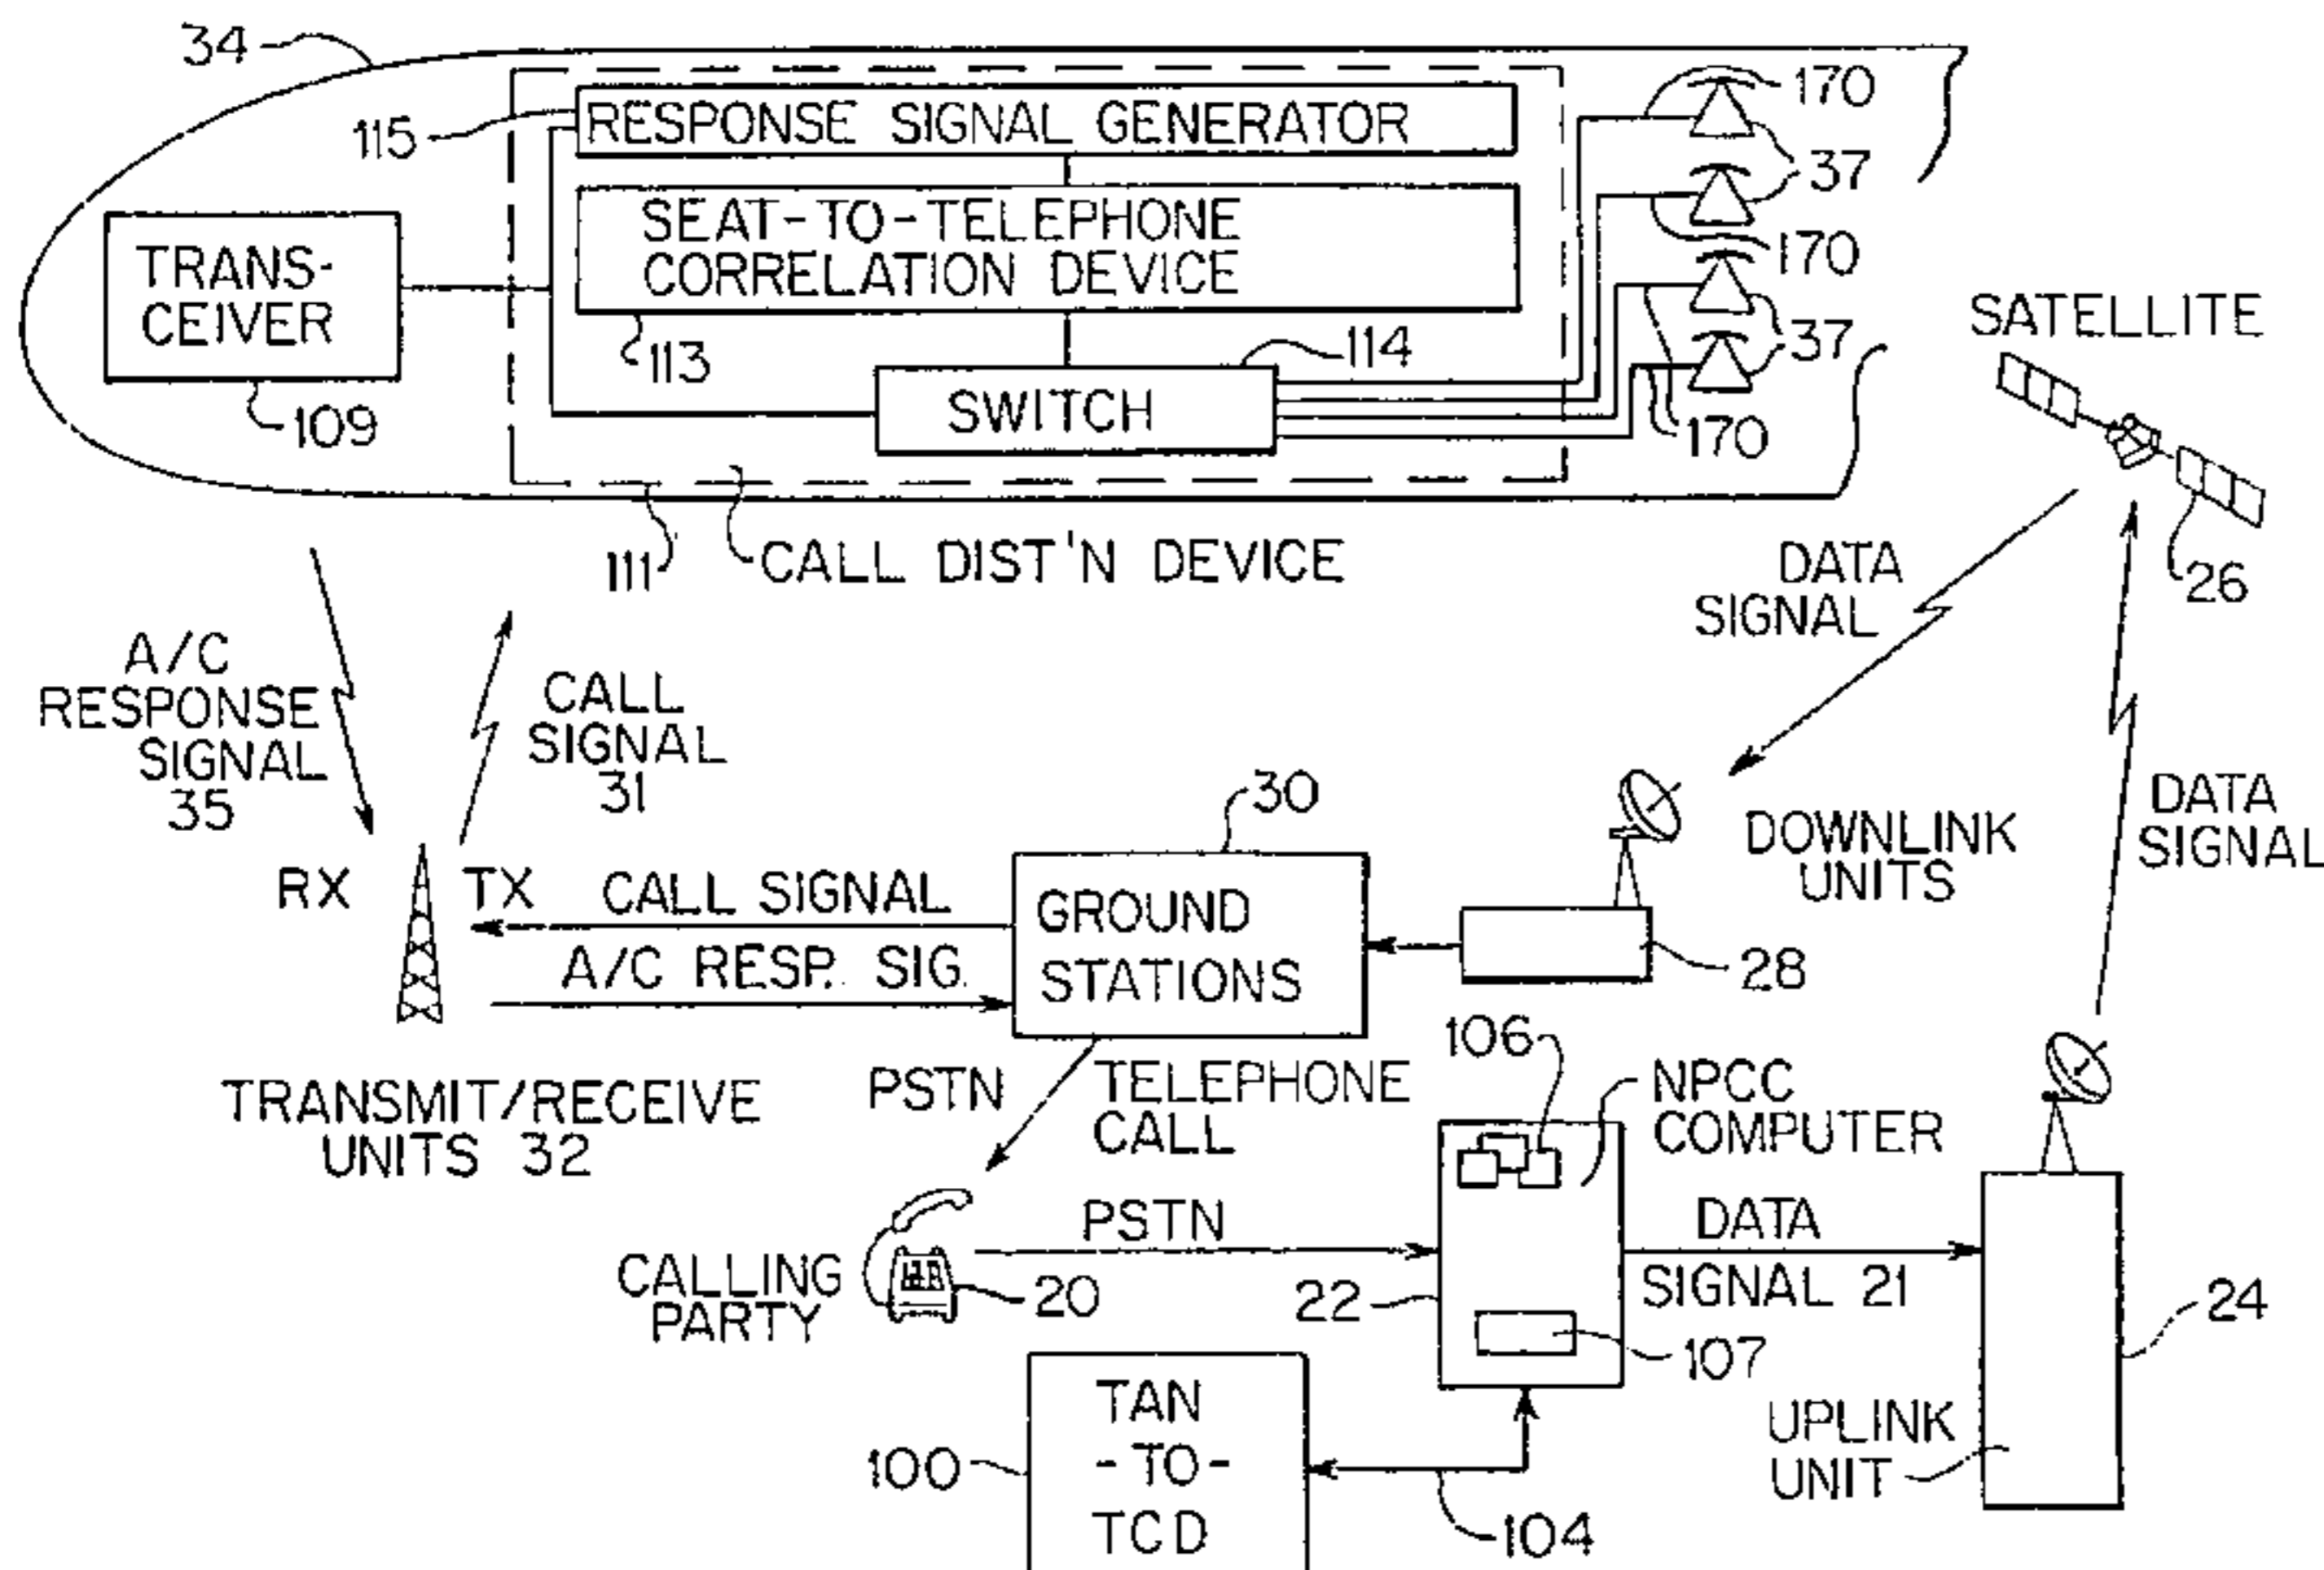 34
115
RESPONSE SIGNAL GENERATOR
170
37
SEAT-TO-TELEPHONE
CORRELATION DEVICE
170
TRANS-
CEIVER
113
114
37
SWITCH
170
109
SATELLITE
26
111
CALL DIST'N DEVICE
DATA
SIGNAL
A/C
RESPONSE
SIGNAL
35
CALL
SIGNAL
31
30
DATA
SIGNAL
DOWNLINK
UNITS
RX
TX
CALL SIGNAL
A/C RESP. SIG.
GROUND
STATIONS
28
TRANSMIT/RECEIVE
UNITS 32
PSTN
TELEPHONE
CALL
106
NPCC
COMPUTER
CALLING
PARTY
20
PSTN
22
DATA
SIGNAL 21
24
107
100
TAN
-TO-
TCD
104
UPLINK
UNIT